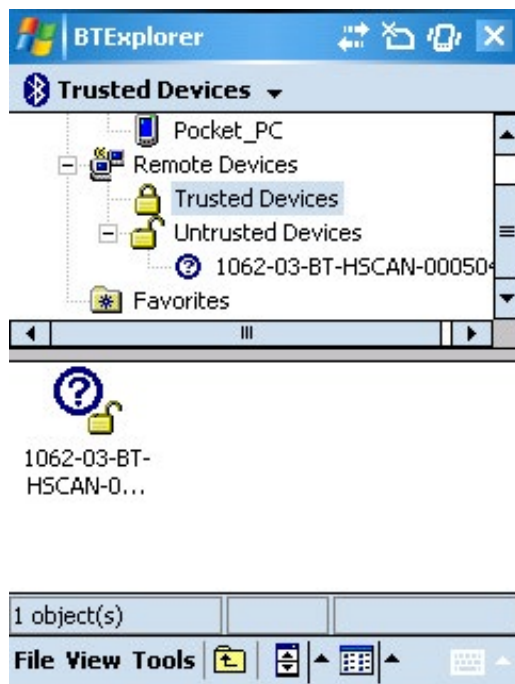 BTExplorer
Trusted Devices
Pocket_PC
Remote Devices
Trusted Devices
Untrusted Devices
1062-03-BT-HSCAN-00050
Favorites
1062-03-BT-
HSCAN-0...
1 object(s)
File View Tools